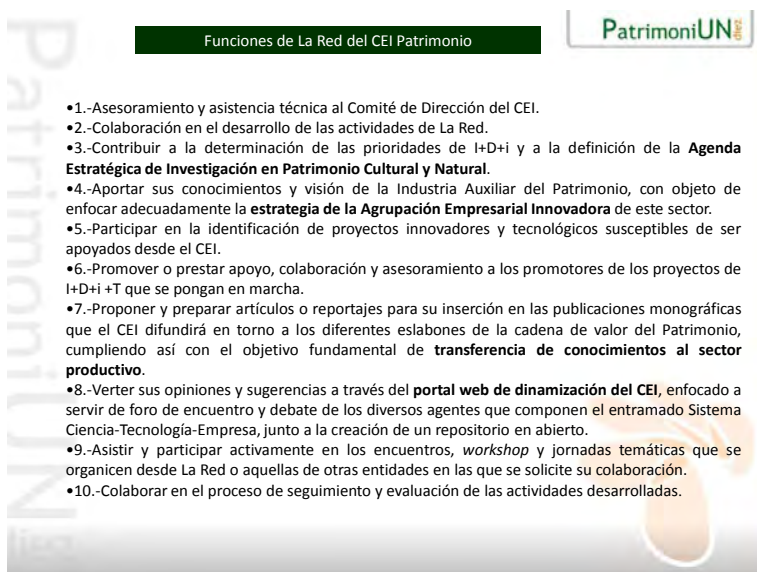 Funciones de La Red del CEI Patrimonio
PatrimoniUN diez
•1.-Asesoramiento y asistencia técnica al Comité de Dirección del CEI.
•2.-Colaboración en el desarrollo de las actividades de La Red.
•3.-Contribuir a la determinación de las prioridades de I+D+i y a la definición de la Agenda
Estratégica de Investigación en Patrimonio Cultural y Natural.
•4.-Aportar sus conocimientos y visión de la Industria Auxiliar del Patrimonio, con objeto de
enfocar adecuadamente la estrategia de la Agrupación Empresarial Innovadora de este sector.
•5.-Participar en la identificación de proyectos innovadores y tecnológicos susceptibles de ser
apoyados desde el CEI.
•6.-Promover o prestar apoyo, colaboración y asesoramiento a los promotores de los proyectos de
I+D+i +T que se pongan en marcha.
•7.-Proponer y preparar artículos o reportajes para su inserción en las publicaciones monográficas
que el CEI difundirá en torno a los diferentes eslabones de la cadena de valor del Patrimonio,
cumpliendo así con el objetivo fundamental de transferencia de conocimientos al sector
productivo.
•8.-Verter sus opiniones y sugerencias a través del portal web de dinamización del CEI, enfocado a
servir de foro de encuentro y debate de los diversos agentes que componen el entramado Sistema
Ciencia-Tecnología-Empresa, junto a la creación de un repositorio en abierto.
•9.-Asistir y participar activamente en los encuentros, workshop y jornadas temáticas que se
organicen desde La Red o aquellas de otras entidades en las que se solicite su colaboración.
•10.-Colaborar en el proceso de seguimiento y evaluación de las actividades desarrolladas.
PatrimoniUN diez